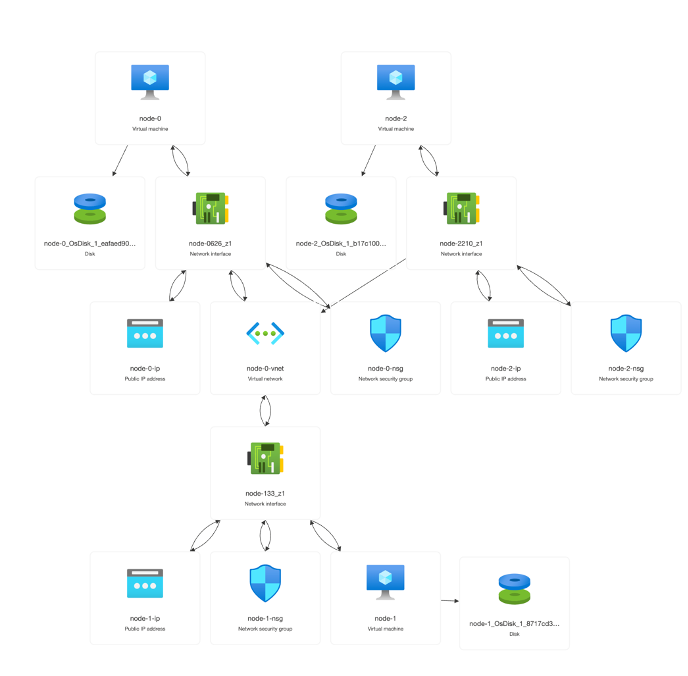 node-0
Virtual machine
node-2
Virtual machine
node-0_OsDisk_1_eafaed90...
Disk
node-0626_z1
Network interface
node-2_OsDisk_1_b17c100...
Disk
node-2210_z1
Network interface
node-0-ip
Public IP address
node-0-vnet
Virtual network
node-0-nsg
Network security group
node-2-ip
Public IP address
node-2-nsg
Network security group
node-133_z1
Network interface
node-1-ip
Public IP address
node-1-nsg
Network security group
node-1
Virtual machine
node-1_OsDisk_1_8717cd3...
Disk